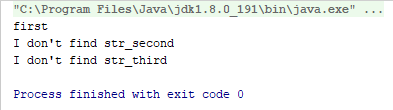 "C:\Program Files\Java\jdk1.8.0_191\bin\java.exe" ...
first
I don't find str_second
I don't find str_third
Process finished with exit code 0